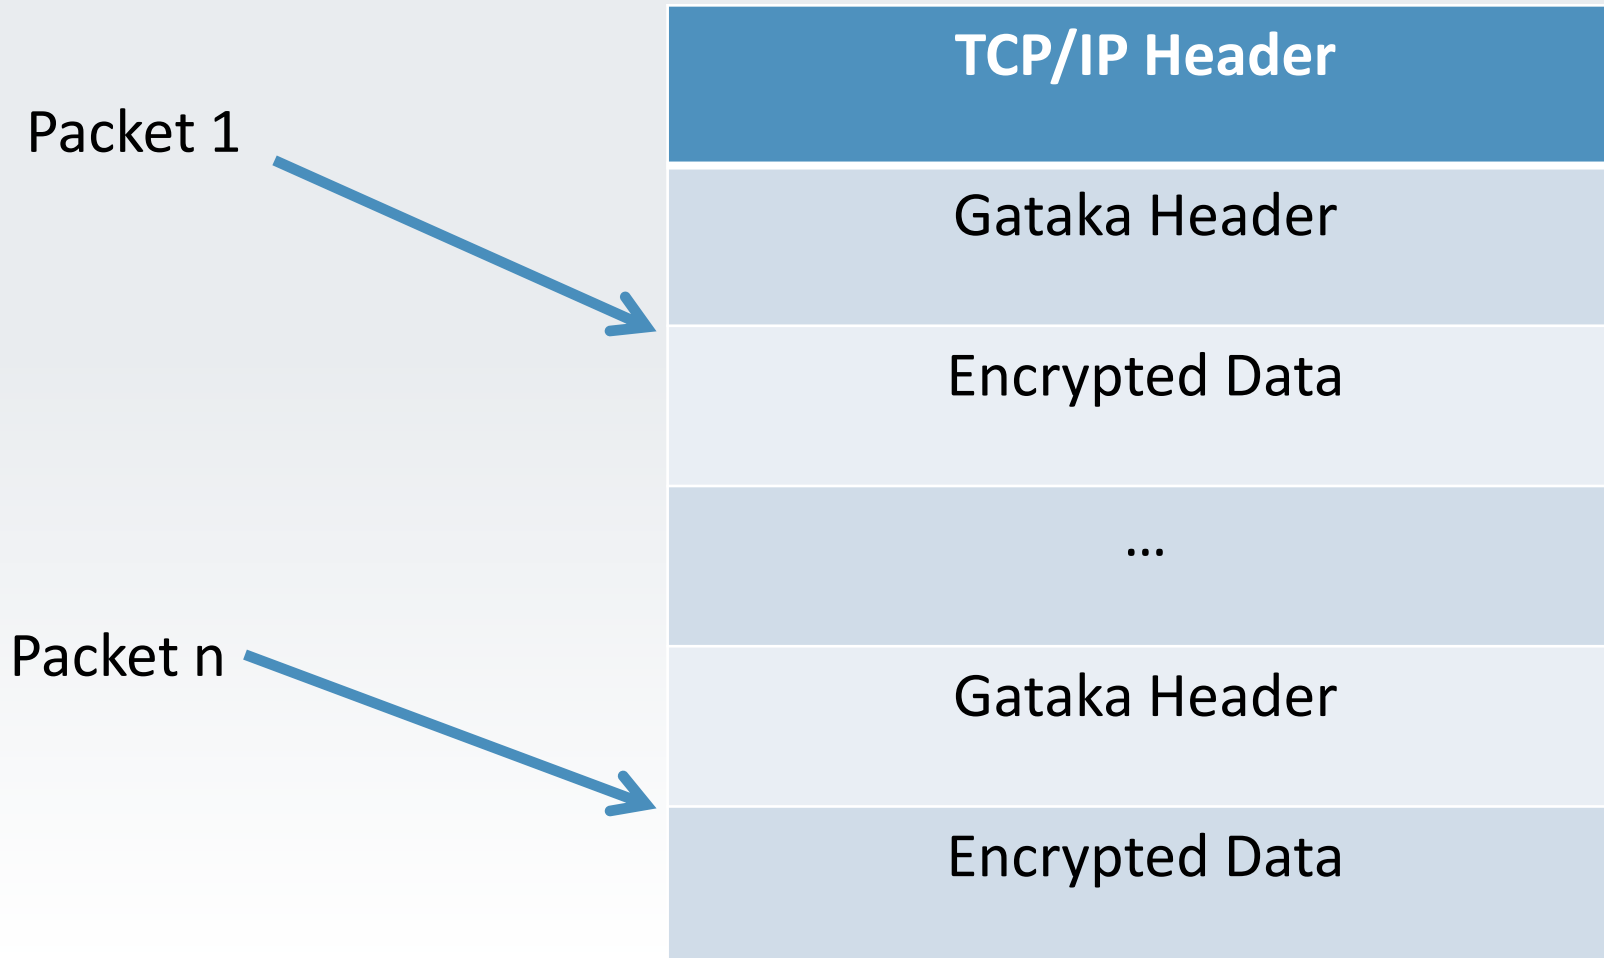 TCP/IP Header
Packet 1
Gataka Header
Encrypted Data
...
Packet n
Gataka Header
Encrypted Data